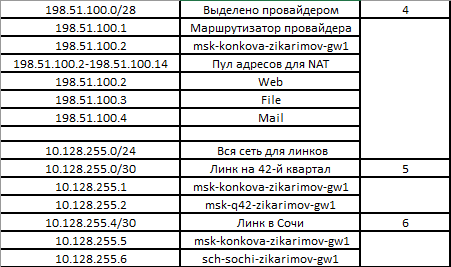 198.51.100.0/28 Выделено провайдером 4
198.51.100.1 Маршрутизатор провайдера
198.51.100.2 msk-konkova-zikarimov-gw1
198.51.100.2-198.51.100.14 Пул адресов для NAT
198.51.100.2 Web
198.51.100.3 File
198.51.100.4 Mail
10.128.255.0/24 Вся сеть для линков
10.128.255.0/30 Линк на 42-й квартал 5
10.128.255.1 msk-konkova-zikarimov-gw1
10.128.255.2 msk-q42-zikarimov-gw1
10.128.255.4/30 Линк в Сочи 6
10.128.255.5 msk-konkova-zikarimov-gw1
10.128.255.6 sch-sochi-zikarimov-gw1